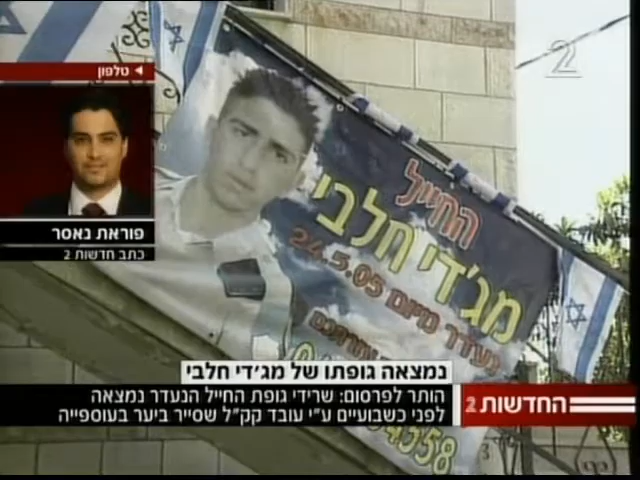 2
טלפון
פוראת נאסר
כתב חדשות 2
החייל
מג'די חלבי
נעדר מיום 24.5.05
נמצאה גופתו של מג'ידי חלבי
הותר לפרסום: שרידי גופת החייל הנעדר נמצאה
לפני כשבועיים ע"י עובד קק"ל שסייר ביער בעוספייה
החדשות 2